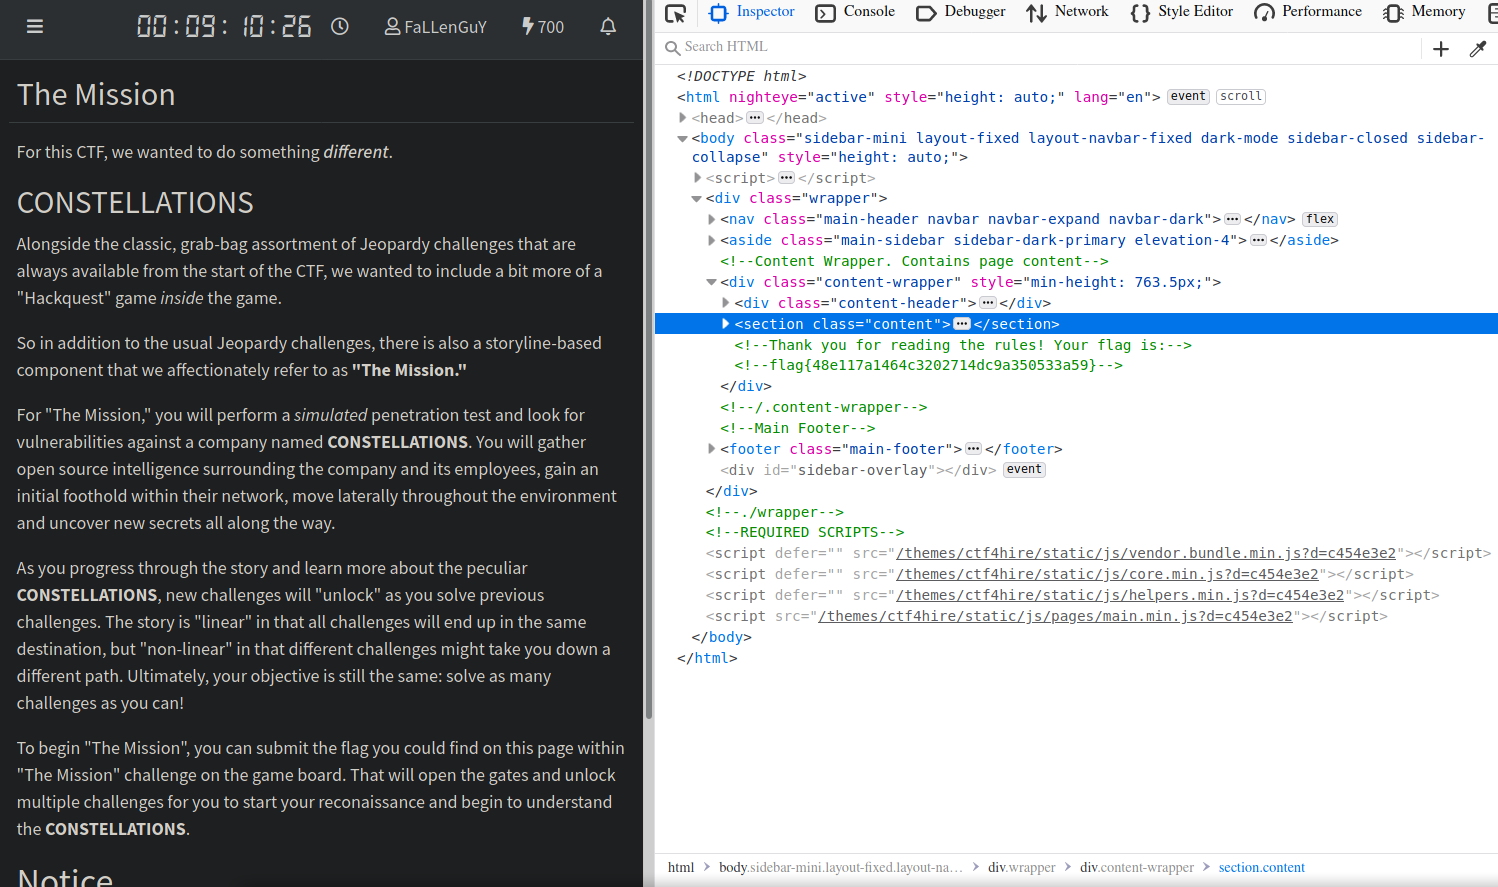 00:09:10:26 FaLLenGuY 700
The Mission
For this CTF, we wanted to do something different.
CONSTELLATIONS
Alongside the classic, grab-bag assortment of Jeopardy challenges that are
always available from the start of the CTF, we wanted to include a bit more of a
"Hackquest" game inside the game.
So in addition to the usual Jeopardy challenges, there is also a storyline-based
component that we affectionately refer to as "The Mission."
For "The Mission," you will perform a simulated penetration test and look for
vulnerabilities against a company named CONSTELLATIONS. You will gather
open source intelligence surrounding the company and its employees, gain an
initial foothold within their network, move laterally throughout the environment
and uncover new secrets all along the way.
As you progress through the story and learn more about the peculiar
CONSTELLATIONS, new challenges will "unlock" as you solve previous
challenges. The story is "linear" in that all challenges will end up in the same
destination, but "non-linear" in that different challenges might take you down a
different path. Ultimately, your objective is still the same: solve as many
challenges as you can!
To begin "The Mission", you can submit the flag you could find on this page within
"The Mission" challenge on the game board. That will open the gates and unlock
multiple challenges for you to start your reconaissance and begin to understand
the CONSTELLATIONS.
Notice
Inspector Console Debugger Network Style Editor Performance Memory
Search HTML
<!DOCTYPE html>
<html nighteye="active" style="height: auto;" lang="en"> event scroll
<head>
</head>
<body class="sidebar-mini layout-fixed layout-navbar-fixed dark-mode sidebar-closed sidebar-
collapse" style="height: auto;">
<script>
</script>
<div class="wrapper">
<nav class="main-header navbar navbar-expand navbar-dark"> </nav> flex
<aside class="main-sidebar sidebar-dark-primary elevation-4"> </aside>
<!--Content Wrapper. Contains page content-->
<div class="content-wrapper" style="min-height: 763.5px;">
<div class="content-header"> </div>
<section class="content"> </section>
<!--Thank you for reading the rules! Your flag is:-->
<!--flag{48e117a1464c3202714dc9a350533a59}-->
</div>
<!--/.content-wrapper-->
<!--Main Footer-->
<footer class="main-footer"> </footer>
<div id="sidebar-overlay"></div> event
</div>
<!--./wrapper-->
<!--REQUIRED SCRIPTS-->
<script defer="" src="/themes/ctf4hire/static/js/vendor.bundle.min.js?d=c454e3e2"></script>
<script defer="" src="/themes/ctf4hire/static/js/core.min.js?d=c454e3e2"></script>
<script defer="" src="/themes/ctf4hire/static/js/helpers.min.js?d=c454e3e2"></script>
<script src="/themes/ctf4hire/static/js/pages/main.min.js?d=c454e3e2"></script>
</body>
</html>
html > body.sidebar-mini.layout-fixed.layout-na… > div.wrapper > div.content-wrapper > section.content